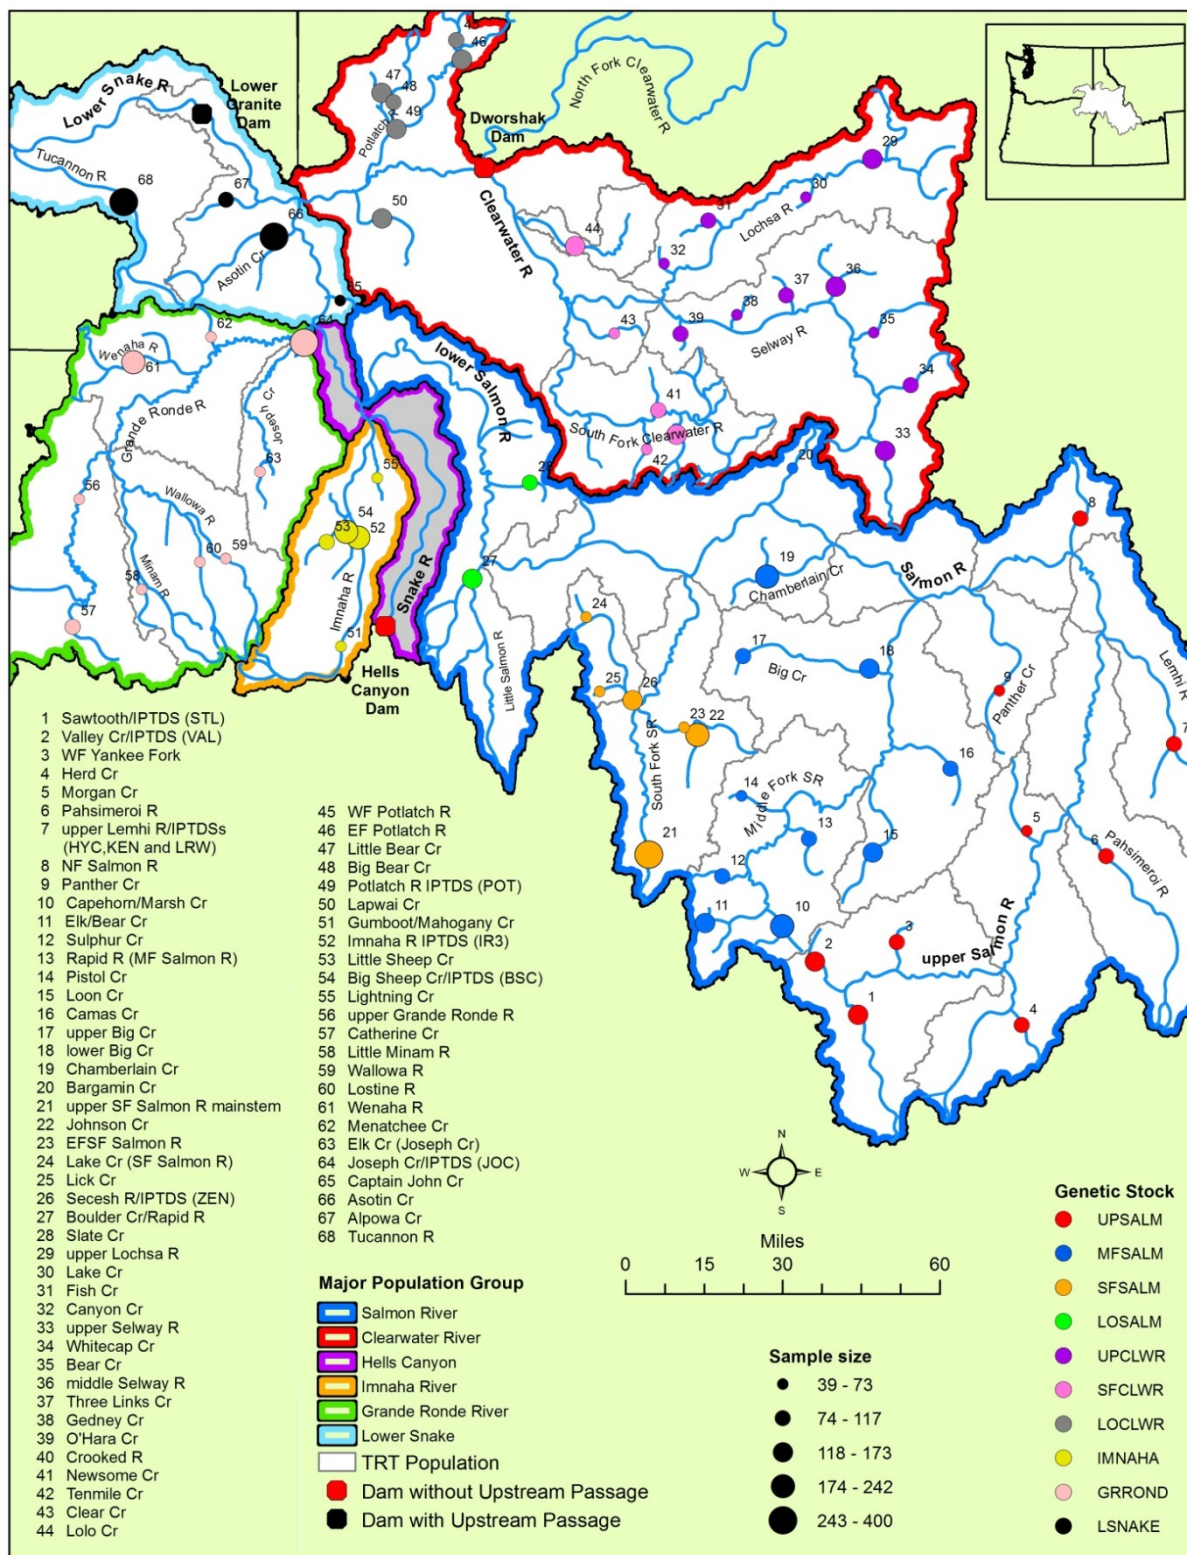 45
46
47
48
49
Potlatch R
North Fork Clearwater R
Lower Snake R
Lower
Granite
Dam
Dworshak
Dam
Tucannon R
68
67
66
50
Clearwater R
44
29
30
31
Lochsa R
32
36
37
38
Asotin Cr
65
64
62
43
39
35
Selway R
34
Wenaha R
61
lower Salmon R
Grande Ronde R
Joseph Cr
41
South Fork Clearwater R
42
33
63
55
28
20
8
56
Wallowa R
54
53
52
60
59
58
Minam R
27
19
Chamberlain Cr
Salmon R
57
Imnaha R
51
Snake R
24
Little Salmon R
17
Big Cr
18
Panther Cr
9
Lemhi R
7
Hells
Canyon
Dam
25
26
23
22
South Fork SR
16
14
Middle Fork SR
13
15
5
6
Pahsimeroi R
21
12
11
10
2
3
upper Salmon R
1
4
1 Sawtooth/IPTDS (STL)
2 Valley Cr/IPTDS (VAL)
3 WF Yankee Fork
4 Herd Cr
5 Morgan Cr
6 Pahsimeroi R
7 upper Lemhi R/IPTDSs
(HYC,KEN and LRW)
8 NF Salmon R
9 Panther Cr
10 Capehorn/Marsh Cr
11 Elk/Bear Cr
12 Sulphur Cr
13 Rapid R (MF Salmon R)
14 Pistol Cr
15 Loon Cr
16 Camas Cr
17 upper Big Cr
18 lower Big Cr
19 Chamberlain Cr
20 Bargamin Cr
21 upper SF Salmon R mainstem
22 Johnson Cr
23 EFSF Salmon R
24 Lake Cr (SF Salmon R)
25 Lick Cr
26 Secesh R/IPTDS (ZEN)
27 Boulder Cr/Rapid R
28 Slate Cr
29 upper Lochsa R
30 Lake Cr
31 Fish Cr
32 Canyon Cr
33 upper Selway R
34 Whitecap Cr
35 Bear Cr
36 middle Selway R
37 Three Links Cr
38 Gedney Cr
39 O'Hara Cr
40 Crooked R
41 Newsome Cr
42 Tenmile Cr
43 Clear Cr
44 Lolo Cr
45 WF Potlatch R
46 EF Potlatch R
47 Little Bear Cr
48 Big Bear Cr
49 Potlatch R IPTDS (POT)
50 Lapwai Cr
51 Gumboot/Mahogany Cr
52 Imnaha R IPTDS (IR3)
53 Little Sheep Cr
54 Big Sheep Cr/IPTDS (BSC)
55 Lightning Cr
56 upper Grande Ronde R
57 Catherine Cr
58 Little Minam R
59 Wallowa R
60 Lostine R
61 Wenaha R
62 Menatchee Cr
63 Elk Cr (Joseph Cr)
64 Joseph Cr/IPTDS (JOC)
65 Captain John Cr
66 Asotin Cr
67 Alpowa Cr
68 Tucannon R
Major Population Group
Salmon River
Clearwater River
Hells Canyon
Imnaha River
Grande Ronde River
Lower Snake
TRT Population
Dam without Upstream Passage
Dam with Upstream Passage
N
W E
S
Miles
0 15 30 60
Sample size
39 - 73
74 - 117
118 - 173
174 - 242
243 - 400
Genetic Stock
UPSALM
MFSALM
SFSALM
LOSALM
UPCLWR
SFCLWR
LOCLWR
IMNAHA
GRROND
LSNAKE